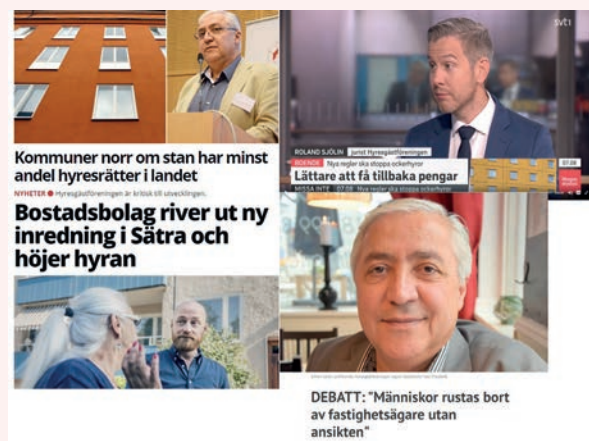 Kommuner norr om stan har minst
andel hyresrätter i landet
NYHETER ● Hyresgästföreningen är kritisk till utvecklingen.
Bostadsbolag river ut ny
inredning i Sätra och
höjer hyran
svt1
ROLAND SJÖLIN jurist Hyresgästföreningen
BOENDE Nya regler ska stoppa ockerhyror 07.08
Lättare att få tillbaka pengar
MISSA INTE 07.08 Nya regler ska stoppa ockerhyror
DEBATT: "Människor rustas bort
av fastighetsägare utan
ansikten"